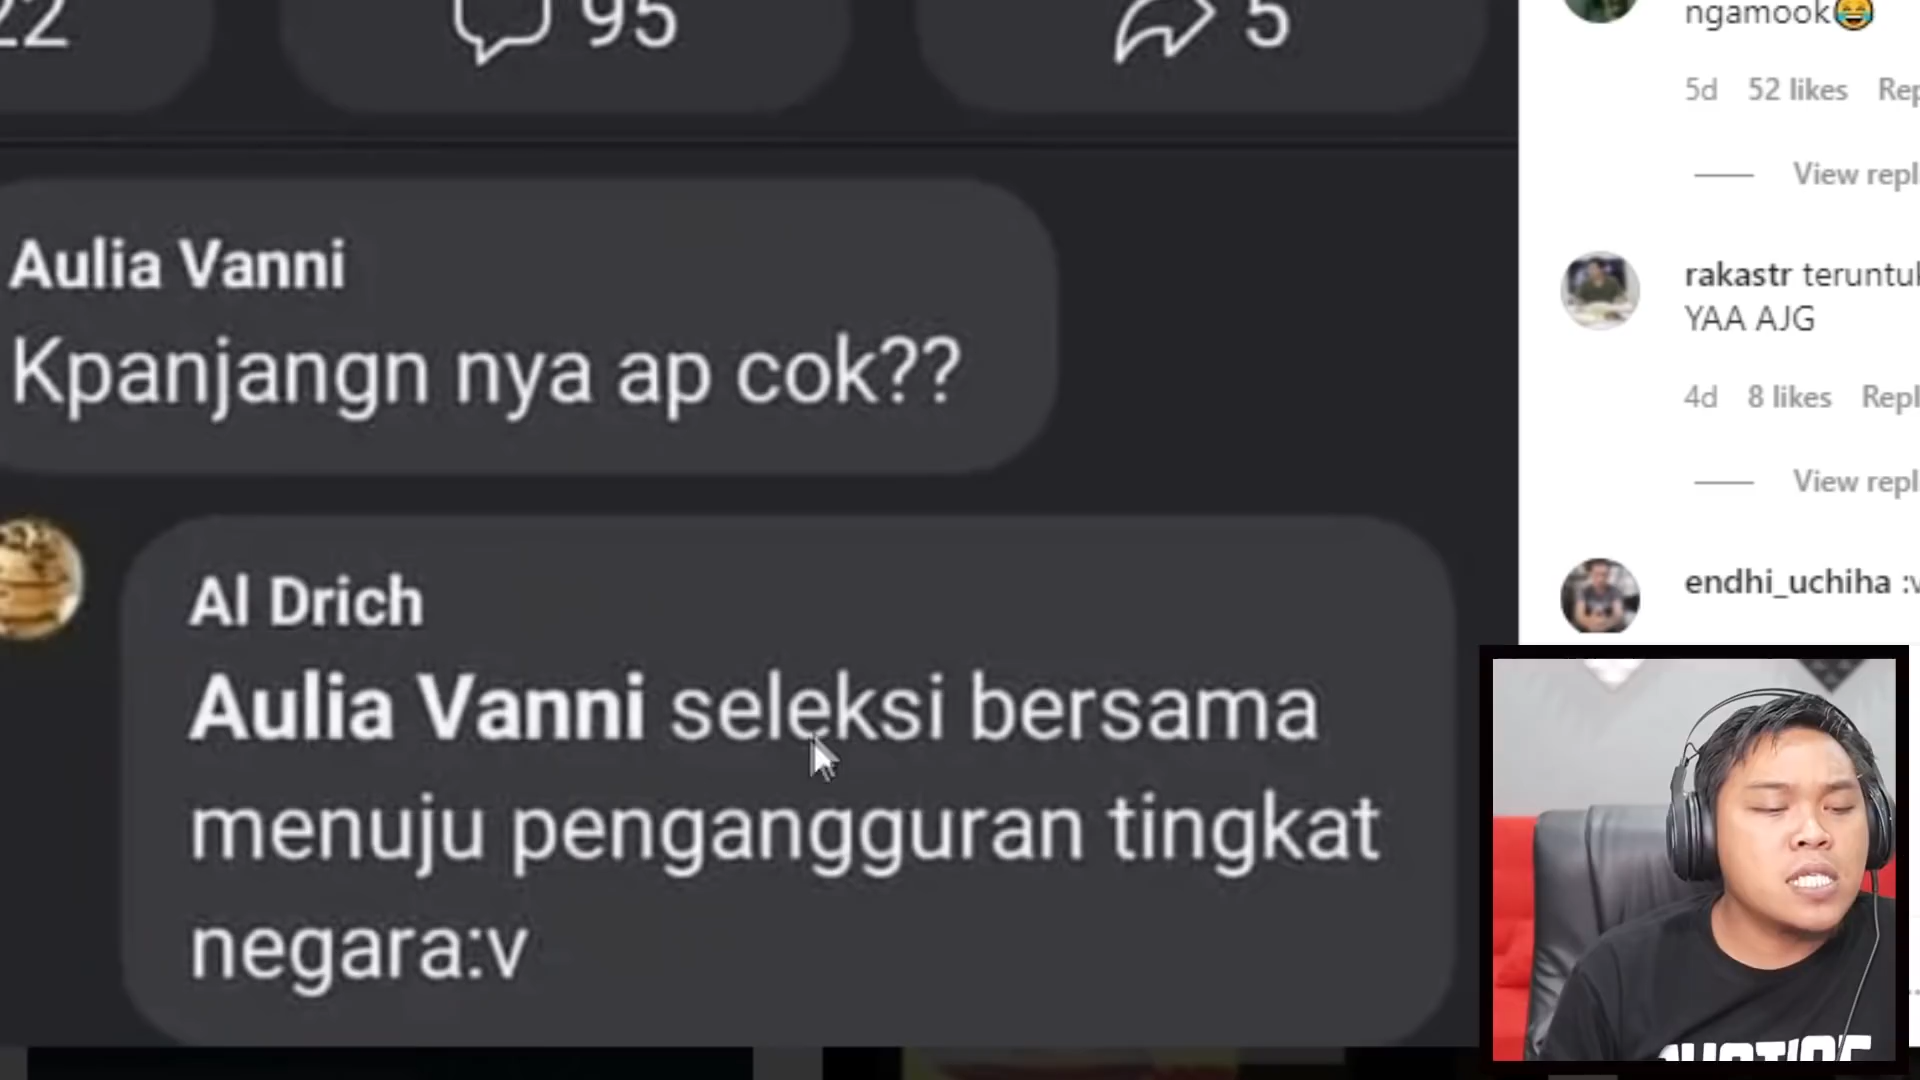 22
95
5
Aulia Vanni
Kpanjangn nya ap cok??
Al Drich
Aulia Vanni seleksi bersama
menuju pengangguran tingkat
negara:v
ngamook😂
5d 52 likes Rep
View repl
rakastr teruntuk
YAA AJG
4d 8 likes Repl
View repl
endhi_uchiha :v